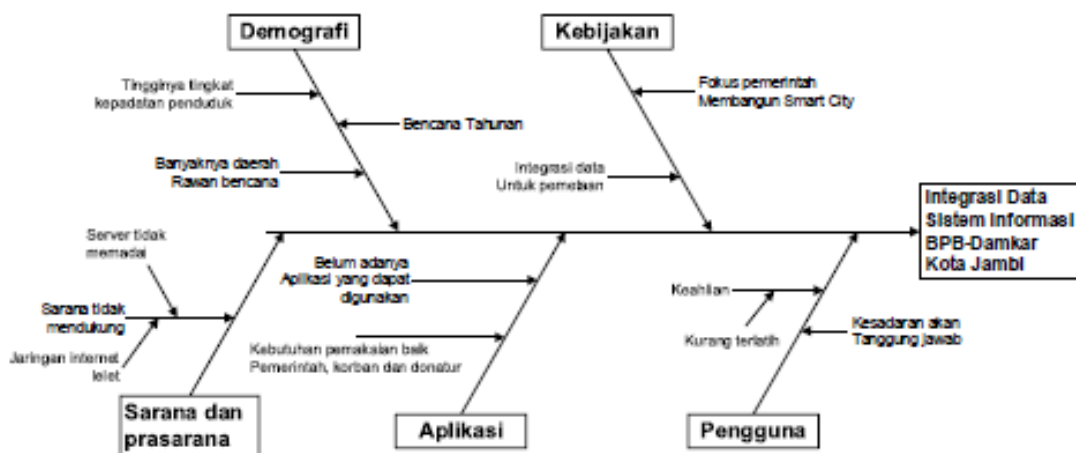 Demografi
Kebijakan
Tingginya tingkat
kepadatan penduduk
Bencana Tahunan
Banyaknya daerah
Rawan bencana
Fokus pemerintah
Membangun Smart City
Integrasi data
Untuk pemetaan
Integrasi Data
Sistem Informasi
BPB-Damkar
Kota Jambi
Server tidak
memadai
Sarana tidak
mendukung
Jaringan internet
lelet
Belum adanya
Aplikasi yang dapat
digunakan
Kebutuhan pemakaian baik
Pemerintah, korban dan donatur
Keahlian
Kurang terlatih
Kesadaran akan
Tanggung jawab
Sarana dan
prasarana
Aplikasi
Pengguna